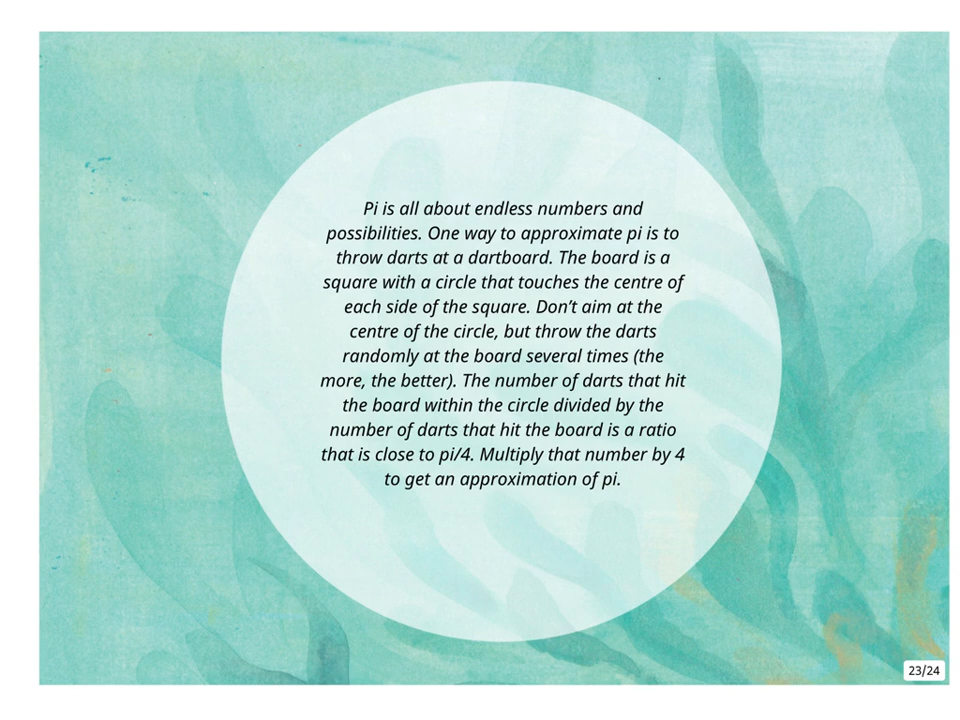 Pi is all about endless numbers and
possibilities. One way to approximate pi is to
throw darts at a dartboard. The board is a
square with a circle that touches the centre of
each side of the square. Don’t aim at the
centre of the circle, but throw the darts
randomly at the board several times (the
more, the better). The number of darts that hit
the board within the circle divided by the
number of darts that hit the board is a ratio
that is close to pi/4. Multiply that number by 4
to get an approximation of pi.
23/24